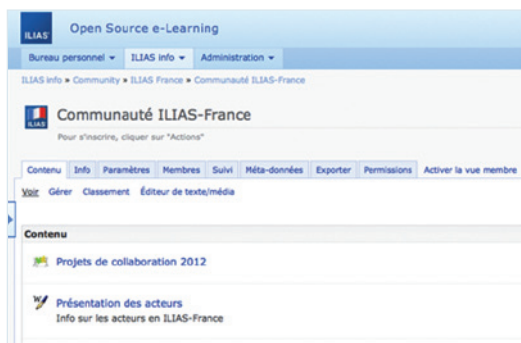 ILIAS Open Source e-Learning
Bureau personnel ILIAS info Administration
ILIAS info » Community » ILIAS France » Communauté ILIAS-France
ILIAS Communauté ILIAS-France
Pour s'inscrire, cliquer sur "Actions"
Contenu Info Paramètres Membres Suivi Méta-données Exporter Permissions Activer la vue membre
Voir Gérer Classement Éditeur de texte/média
Contenu
Projets de collaboration 2012
W Présentation des acteurs
Info sur les acteurs en ILIAS-France